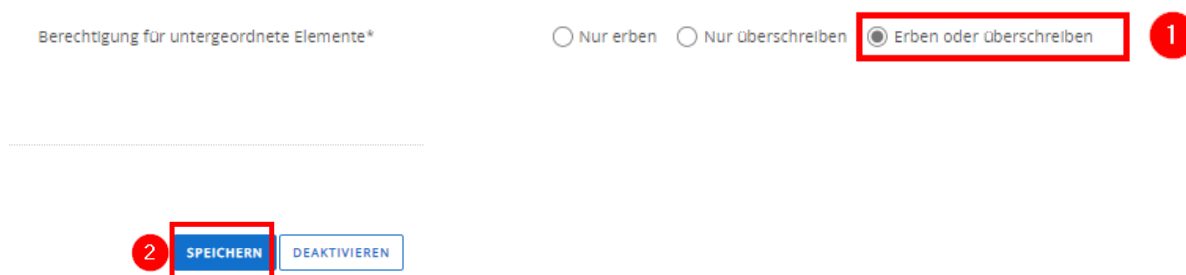 Berechtigung für untergeordnete Elemente* Nur erben Nur überschreiben Erben oder überschreiben 1
2 SPEICHERN DEAKTIVIEREN